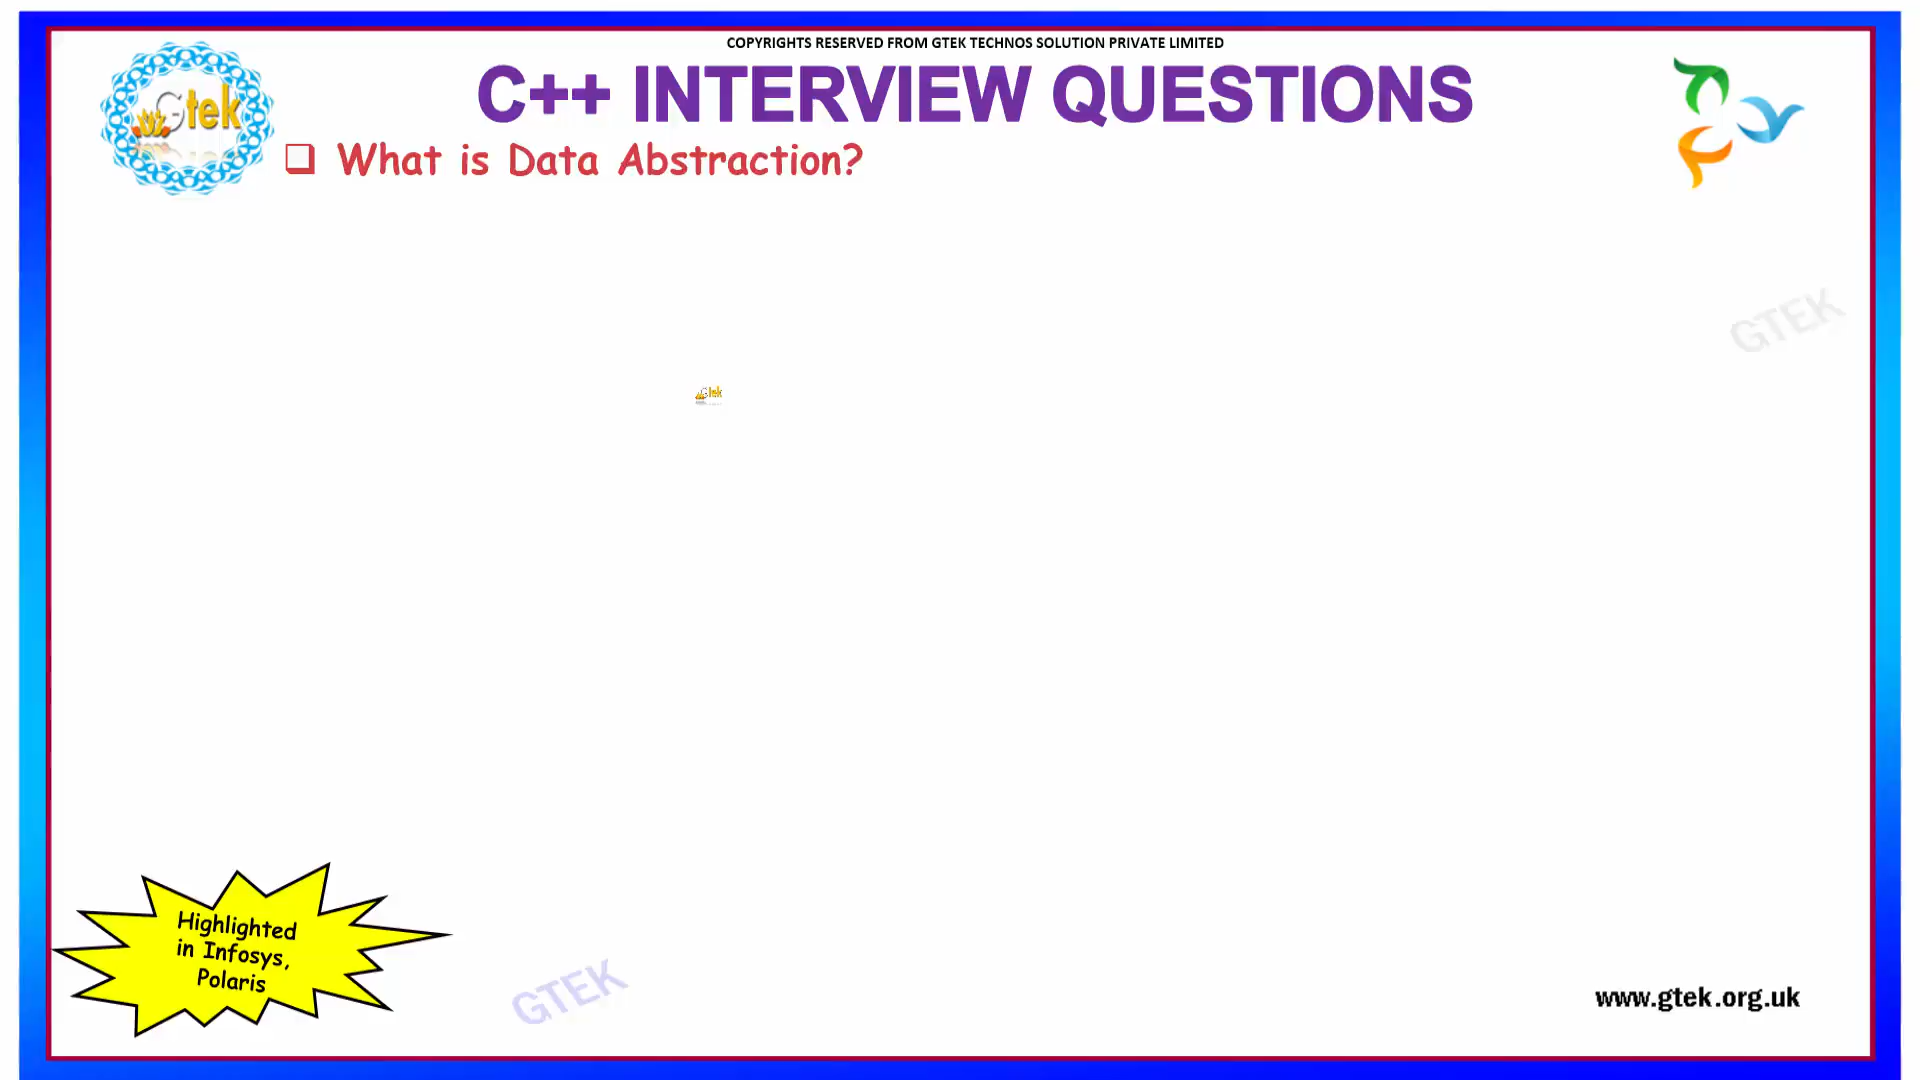 COPYRIGHTS RESERVED FROM GTEK TECHNOS SOLUTION PRIVATE LIMITED
C++ INTERVIEW QUESTIONS
Gtek
❑ What is Data Abstraction?
GTEK
Gtek
Highlighted
in Infosys,
Polaris
GTEK
www.gtek.org.uk